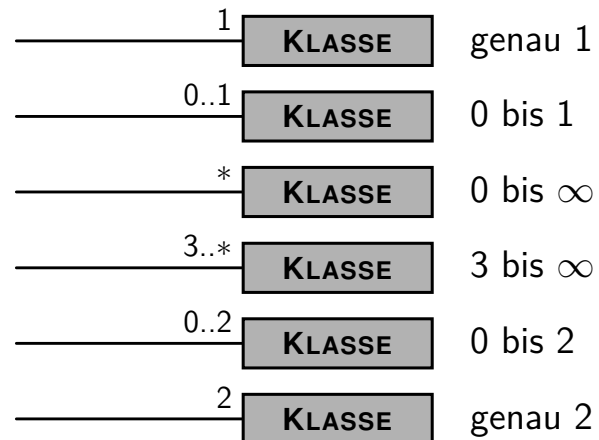 1 KLASSE genau 1
0..1 KLASSE 0 bis 1
* KLASSE 0 bis ∞
3..* KLASSE 3 bis ∞
0..2 KLASSE 0 bis 2
2 KLASSE genau 2